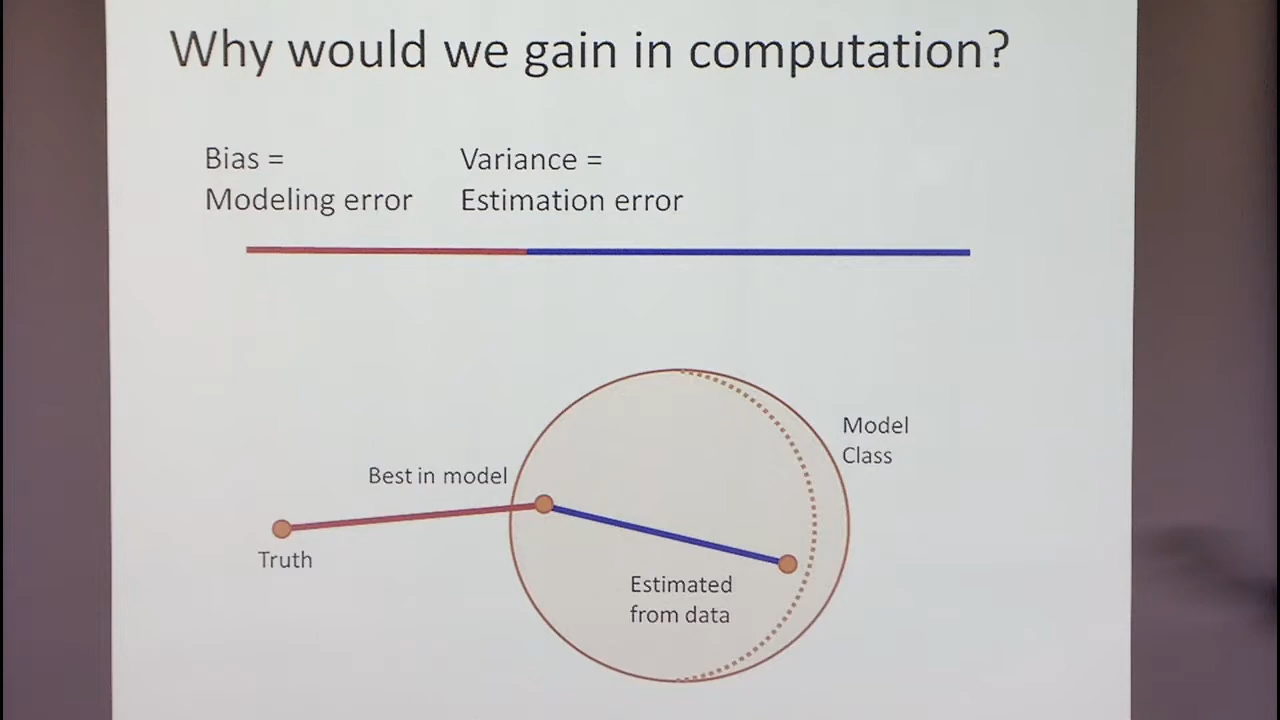 Why would we gain in computation?
Bias =
Modeling error
Variance =
Estimation error
Model
Class
Best in model
Truth
Estimated
from data